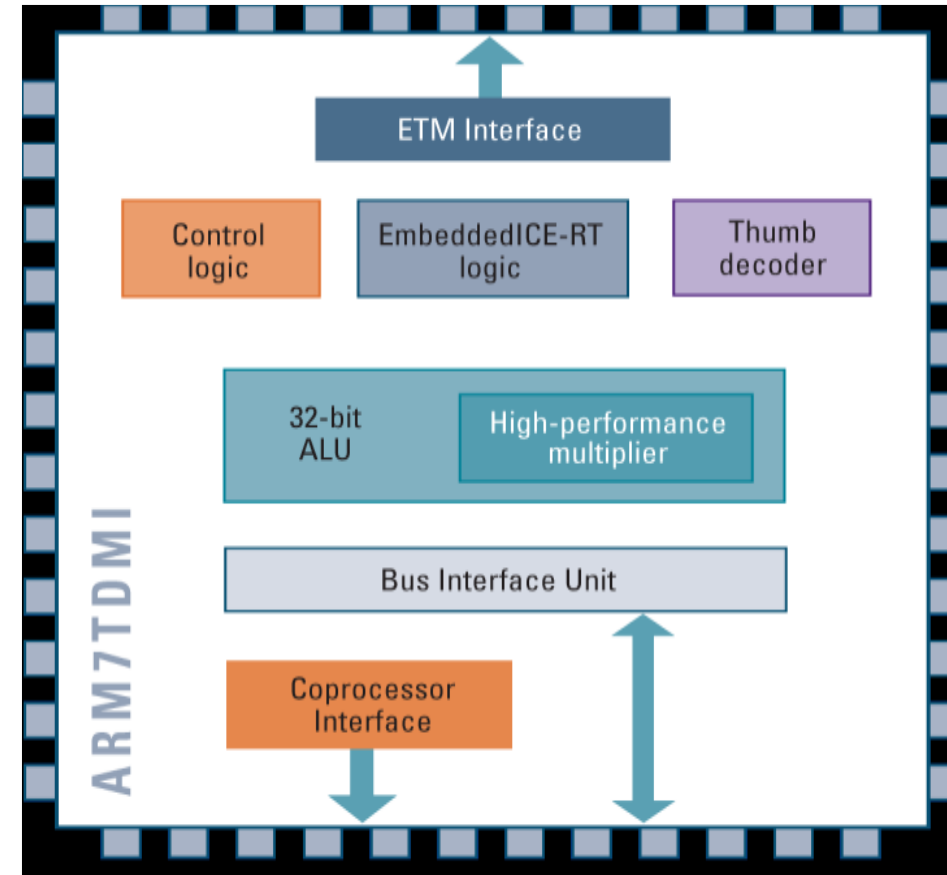 ETM Interface
Control
logic
EmbeddedICE-RT
logic
Thumb
decoder
32-bit
ALU
High-performance
multiplier
Bus Interface Unit
Coprocessor
Interface
ARM7TDMI